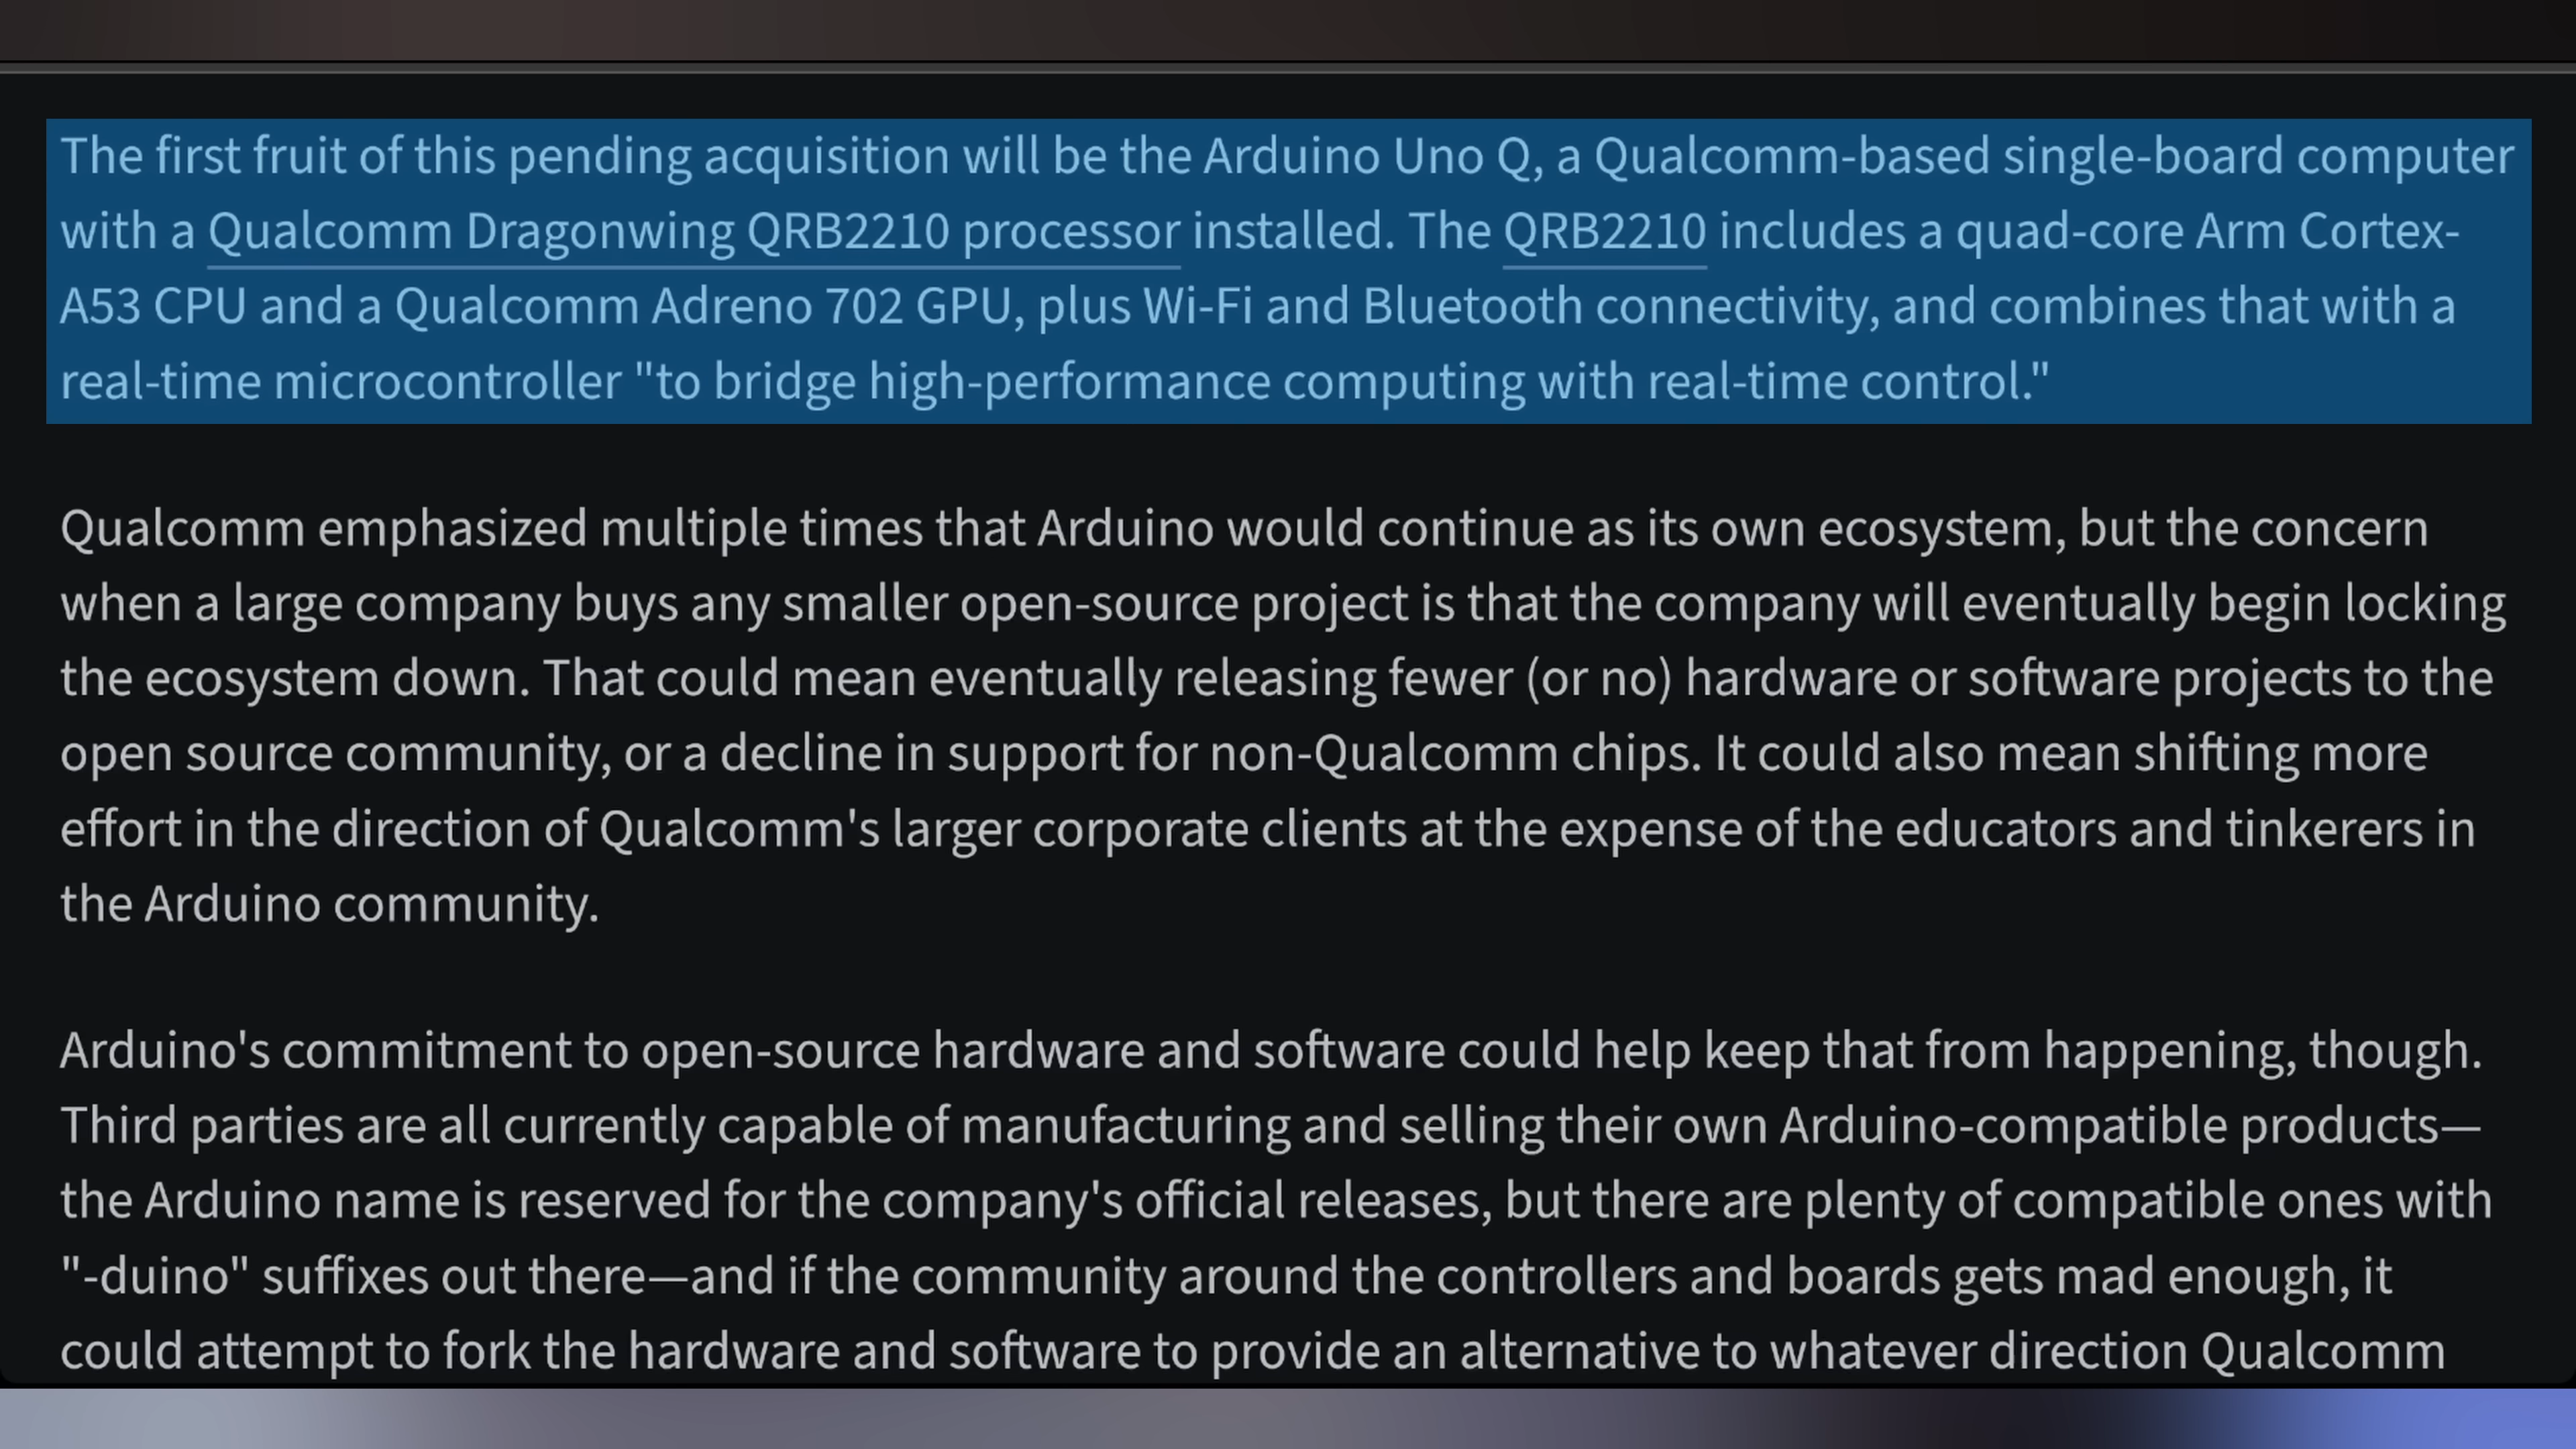 The first fruit of this pending acquisition will be the Arduino Uno Q, a Qualcomm-based single-board computer
with a Qualcomm Dragonwing QRB2210 processor installed. The QRB2210 includes a quad-core Arm Cortex-
A53 CPU and a Qualcomm Adreno 702 GPU, plus Wi-Fi and Bluetooth connectivity, and combines that with a
real-time microcontroller "to bridge high-performance computing with real-time control."
Qualcomm emphasized multiple times that Arduino would continue as its own ecosystem, but the concern
when a large company buys any smaller open-source project is that the company will eventually begin locking
the ecosystem down. That could mean eventually releasing fewer (or no) hardware or software projects to the
open source community, or a decline in support for non-Qualcomm chips. It could also mean shifting more
effort in the direction of Qualcomm's larger corporate clients at the expense of the educators and tinkerers in
the Arduino community.
Arduino's commitment to open-source hardware and software could help keep that from happening, though.
Third parties are all currently capable of manufacturing and selling their own Arduino-compatible products—
the Arduino name is reserved for the company's official releases, but there are plenty of compatible ones with
"-duino" suffixes out there—and if the community around the controllers and boards gets mad enough, it
could attempt to fork the hardware and software to provide an alternative to whatever direction Qualcomm